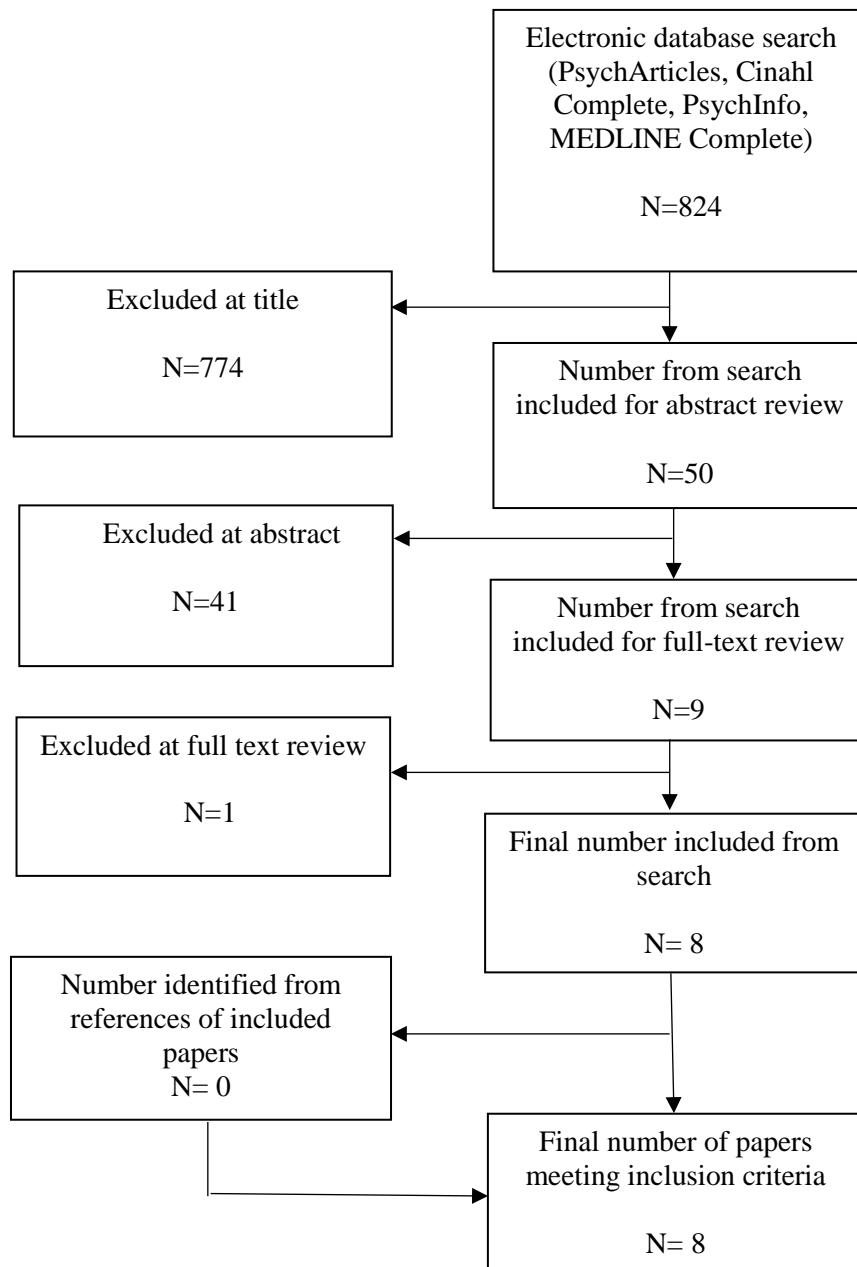 Electronic database search
(PsychArticles, Cinahl
Complete, PsychInfo,
MEDLINE Complete)
N=824
Excluded at title
N=774
Number from search
included for abstract review
N=50
Excluded at abstract
N=41
Number from search
included for full-text review
N=9
Excluded at full text review
N=1
Final number included from
search
N= 8
Number identified from
references of included
papers
N= 0
Final number of papers
meeting inclusion criteria
N= 8